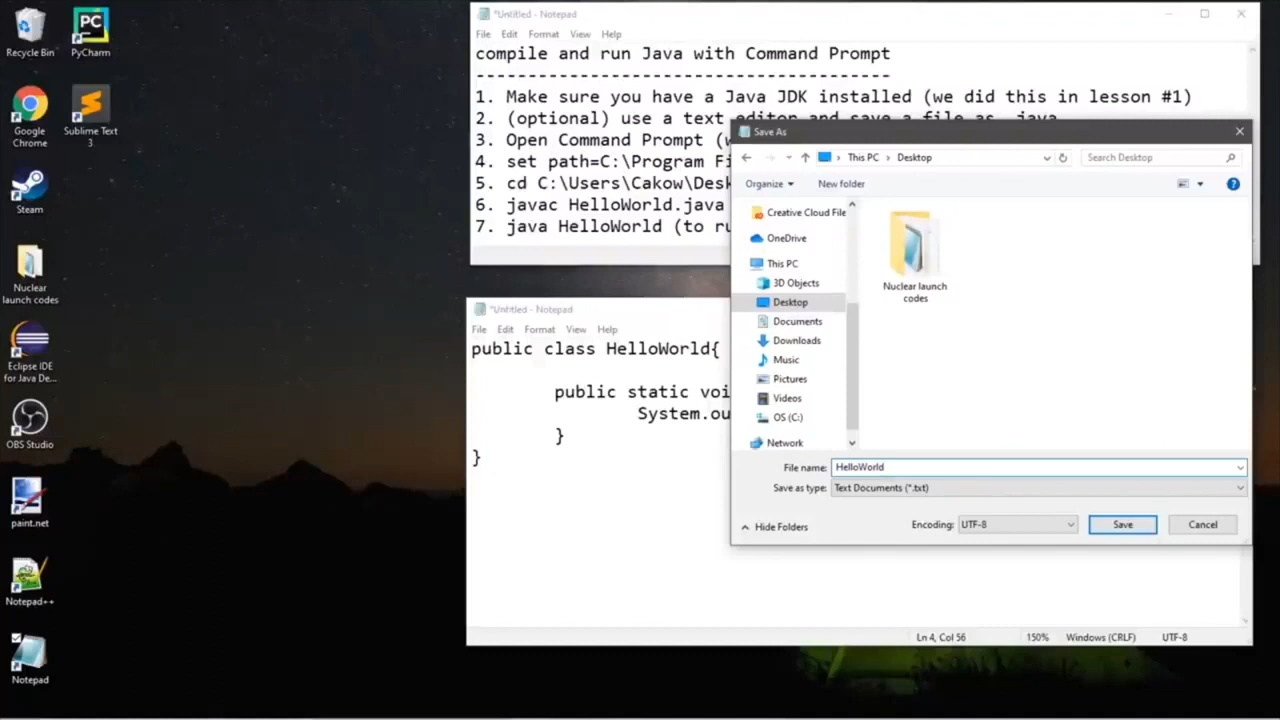 Recycle Bin
PyCharm
Google
Chrome
Sublime Text
3
Steam
Nuclear
launch codes
Eclipse IDE
for Java De...
OBS Studio
paint.net
Notepad++
Notepad
*Untitled - Notepad
File Edit Format View Help
compile and run Java with Command Prompt
----------------------------------------
1. Make sure you have a Java JDK installed (we did this in lesson #1)
2. (optional) use a text editor and save a file as .java
3. Open Command Prompt (
4. set path=C:\Program Fi
5. cd C:\Users\Cakow\Desk
6. javac HelloWorld.java
7. java HelloWorld (to ru
*Untitled - Notepad
File Edit Format View Help
public class HelloWorld{
public static voi
System.ou
}
}
Ln 4, Col 56 150% Windows (CRLF) UTF-8
Save As
This PC > Desktop
Search Desktop
Organize New folder
Creative Cloud File
OneDrive
This PC
3D Objects
Desktop
Documents
Downloads
Music
Pictures
Videos
OS (C:)
Network
Nuclear launch
codes
File name: HelloWorld
Save as type: Text Documents (*.txt)
Hide Folders
Encoding: UTF-8
Save
Cancel